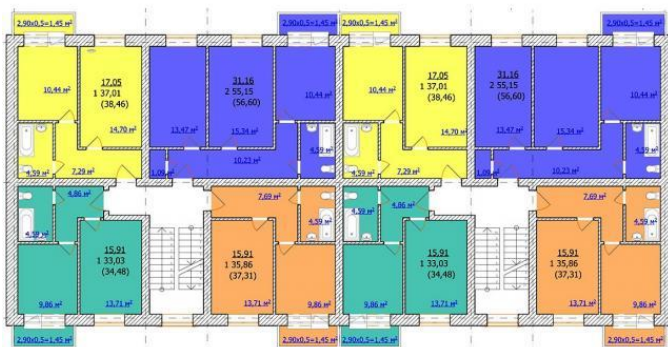 2,90x0,5=1,45 м²
2,90x0,5=1,45 м²
2,90x0,5=1,45 м²
2,90x0,5=1,45 м²
10,44 м²
17.05
1 37,01
(38,46)
14,70 м²
13,47 м²
31.16
2 55,15
(56,60)
15,34 м²
10,44 м²
10,44 м²
17.05
1 37,01
(38,46)
14,70 м²
31.16
2 55,15
(56,60)
13,47 м²
15,34 м²
10,44 м²
4,59 м²
7,29 м²
1,09 м²
10,23 м²
4,59 м²
4,59 м²
7,29 м²
1,09 м²
10,23 м²
4,59 м²
4,59 м²
4,86 м²
7,69 м²
4,59 м²
4,59 м²
4,86 м²
7,69 м²
4,59 м²
9,86 м²
15.91
1 33,03
(34,48)
13,71 м²
15.91
1 35,86
(37,31)
13,71 м²
9,86 м²
9,86 м²
15.91
1 33,03
(34,48)
13,71 м²
15.91
1 35,86
(37,31)
13,71 м²
9,86 м²
2,90x0,5=1,45 м²
2,90x0,5=1,45 м²
2,90x0,5=1,45 м²
2,90x0,5=1,45 м²